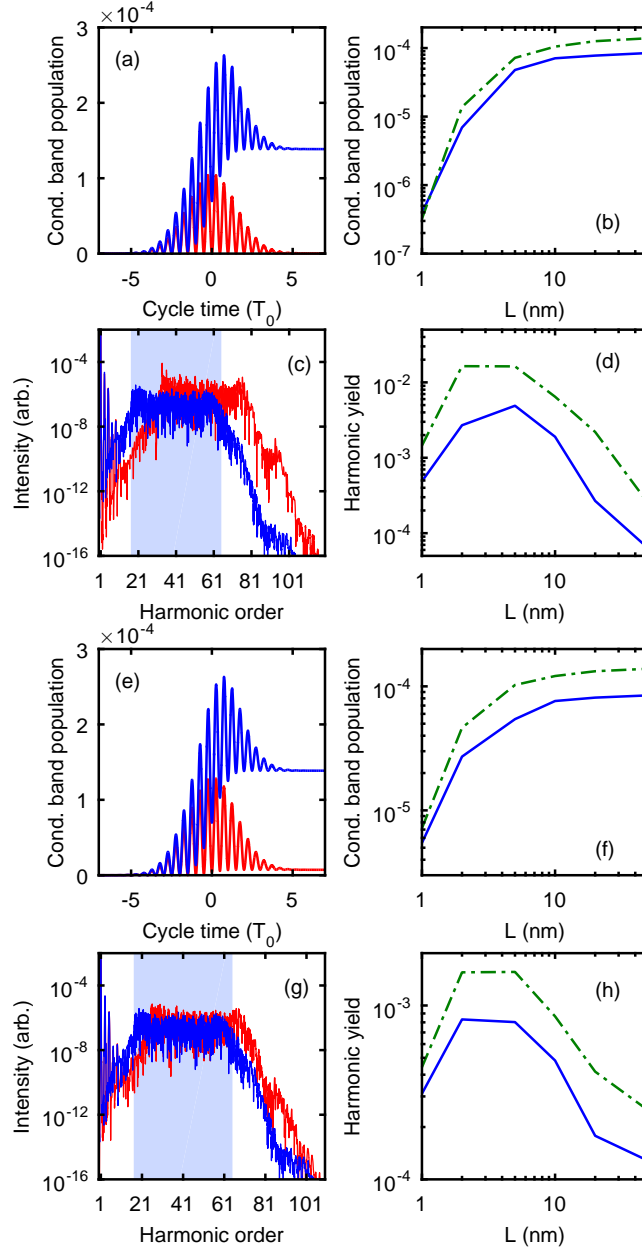 ×10⁻⁴
3
2
1
0
(a)
Cond. band population
-5
0
5
Cycle time (T₀)
10⁻⁴
10⁻⁵
10⁻⁶
10⁻⁷
(b)
Cond. band population
1
10
L (nm)
10⁻⁴
10⁻⁸
10⁻¹²
10⁻¹⁶
(c)
Intensity (arb.)
1
21
41
61
81
101
Harmonic order
10⁻²
10⁻³
10⁻⁴
(d)
Harmonic yield
1
10
L (nm)
×10⁻⁴
3
2
1
0
(e)
Cond. band population
-5
0
5
Cycle time (T₀)
10⁻⁴
10⁻⁵
(f)
Cond. band population
1
10
L (nm)
10⁻⁴
10⁻⁸
10⁻¹²
10⁻¹⁶
(g)
Intensity (arb.)
1
21
41
61
81
101
Harmonic order
10⁻³
10⁻⁴
(h)
Harmonic yield
1
10
L (nm)